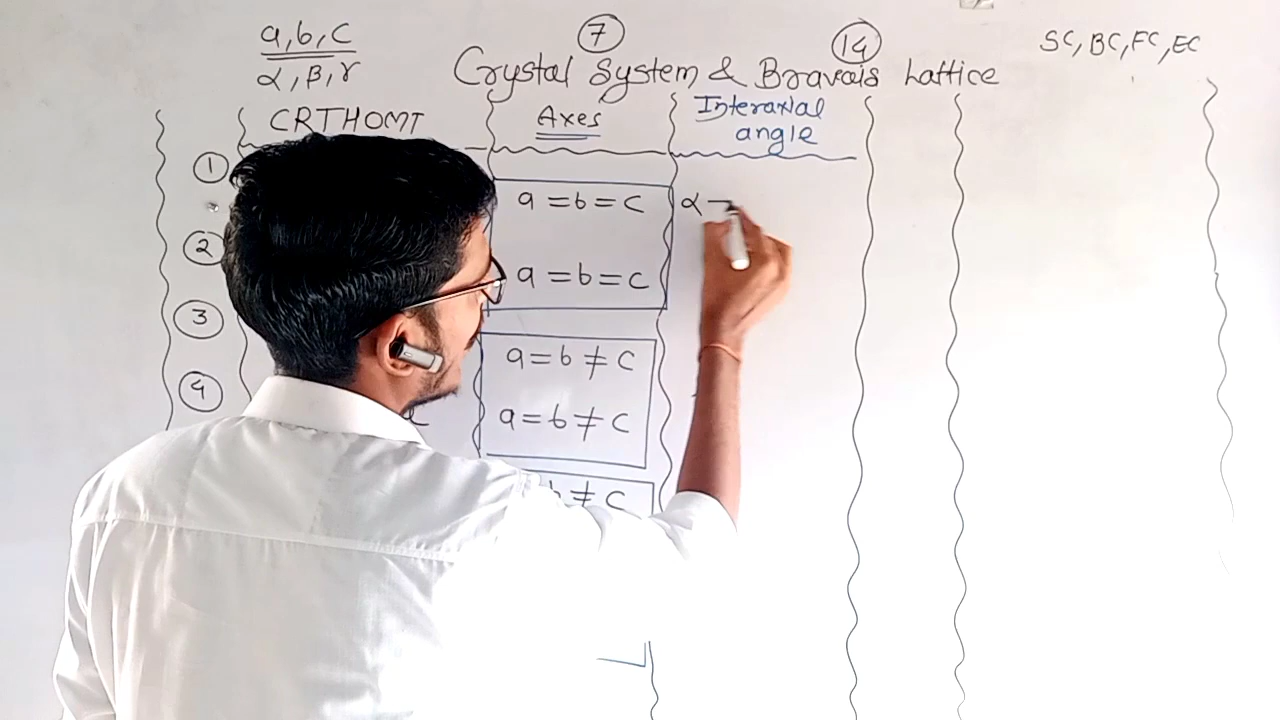 a, b, c
α, β, γ
7
14
Crystal System & Bravais Lattice
SC, BC, FC, EC
CRTHOMT
Axes
Interaxial
angle
1
a = b = c
α
2
a = b = c
3
a = b ≠ c
4
a = b ≠ c
b ≠ c